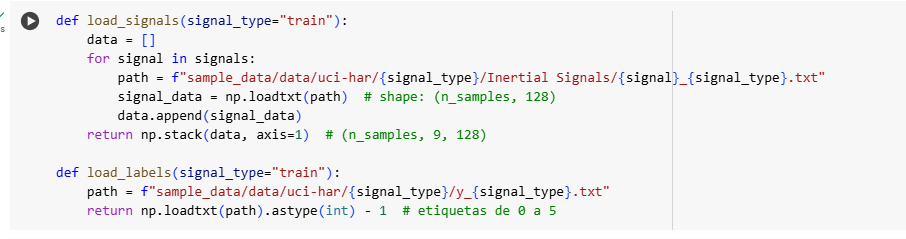 def load_signals(signal_type="train"):
    data = []
    for signal in signals:
        path = f"sample_data/data/uci-har/{signal_type}/Inertial Signals/{signal}_{signal_type}.txt"
        signal_data = np.loadtxt(path)  # shape: (n_samples, 128)
        data.append(signal_data)
    return np.stack(data, axis=1)  # (n_samples, 9, 128)

def load_labels(signal_type="train"):
    path = f"sample_data/data/uci-har/{signal_type}/y_{signal_type}.txt"
    return np.loadtxt(path).astype(int) - 1  # etiquetas de 0 a 5